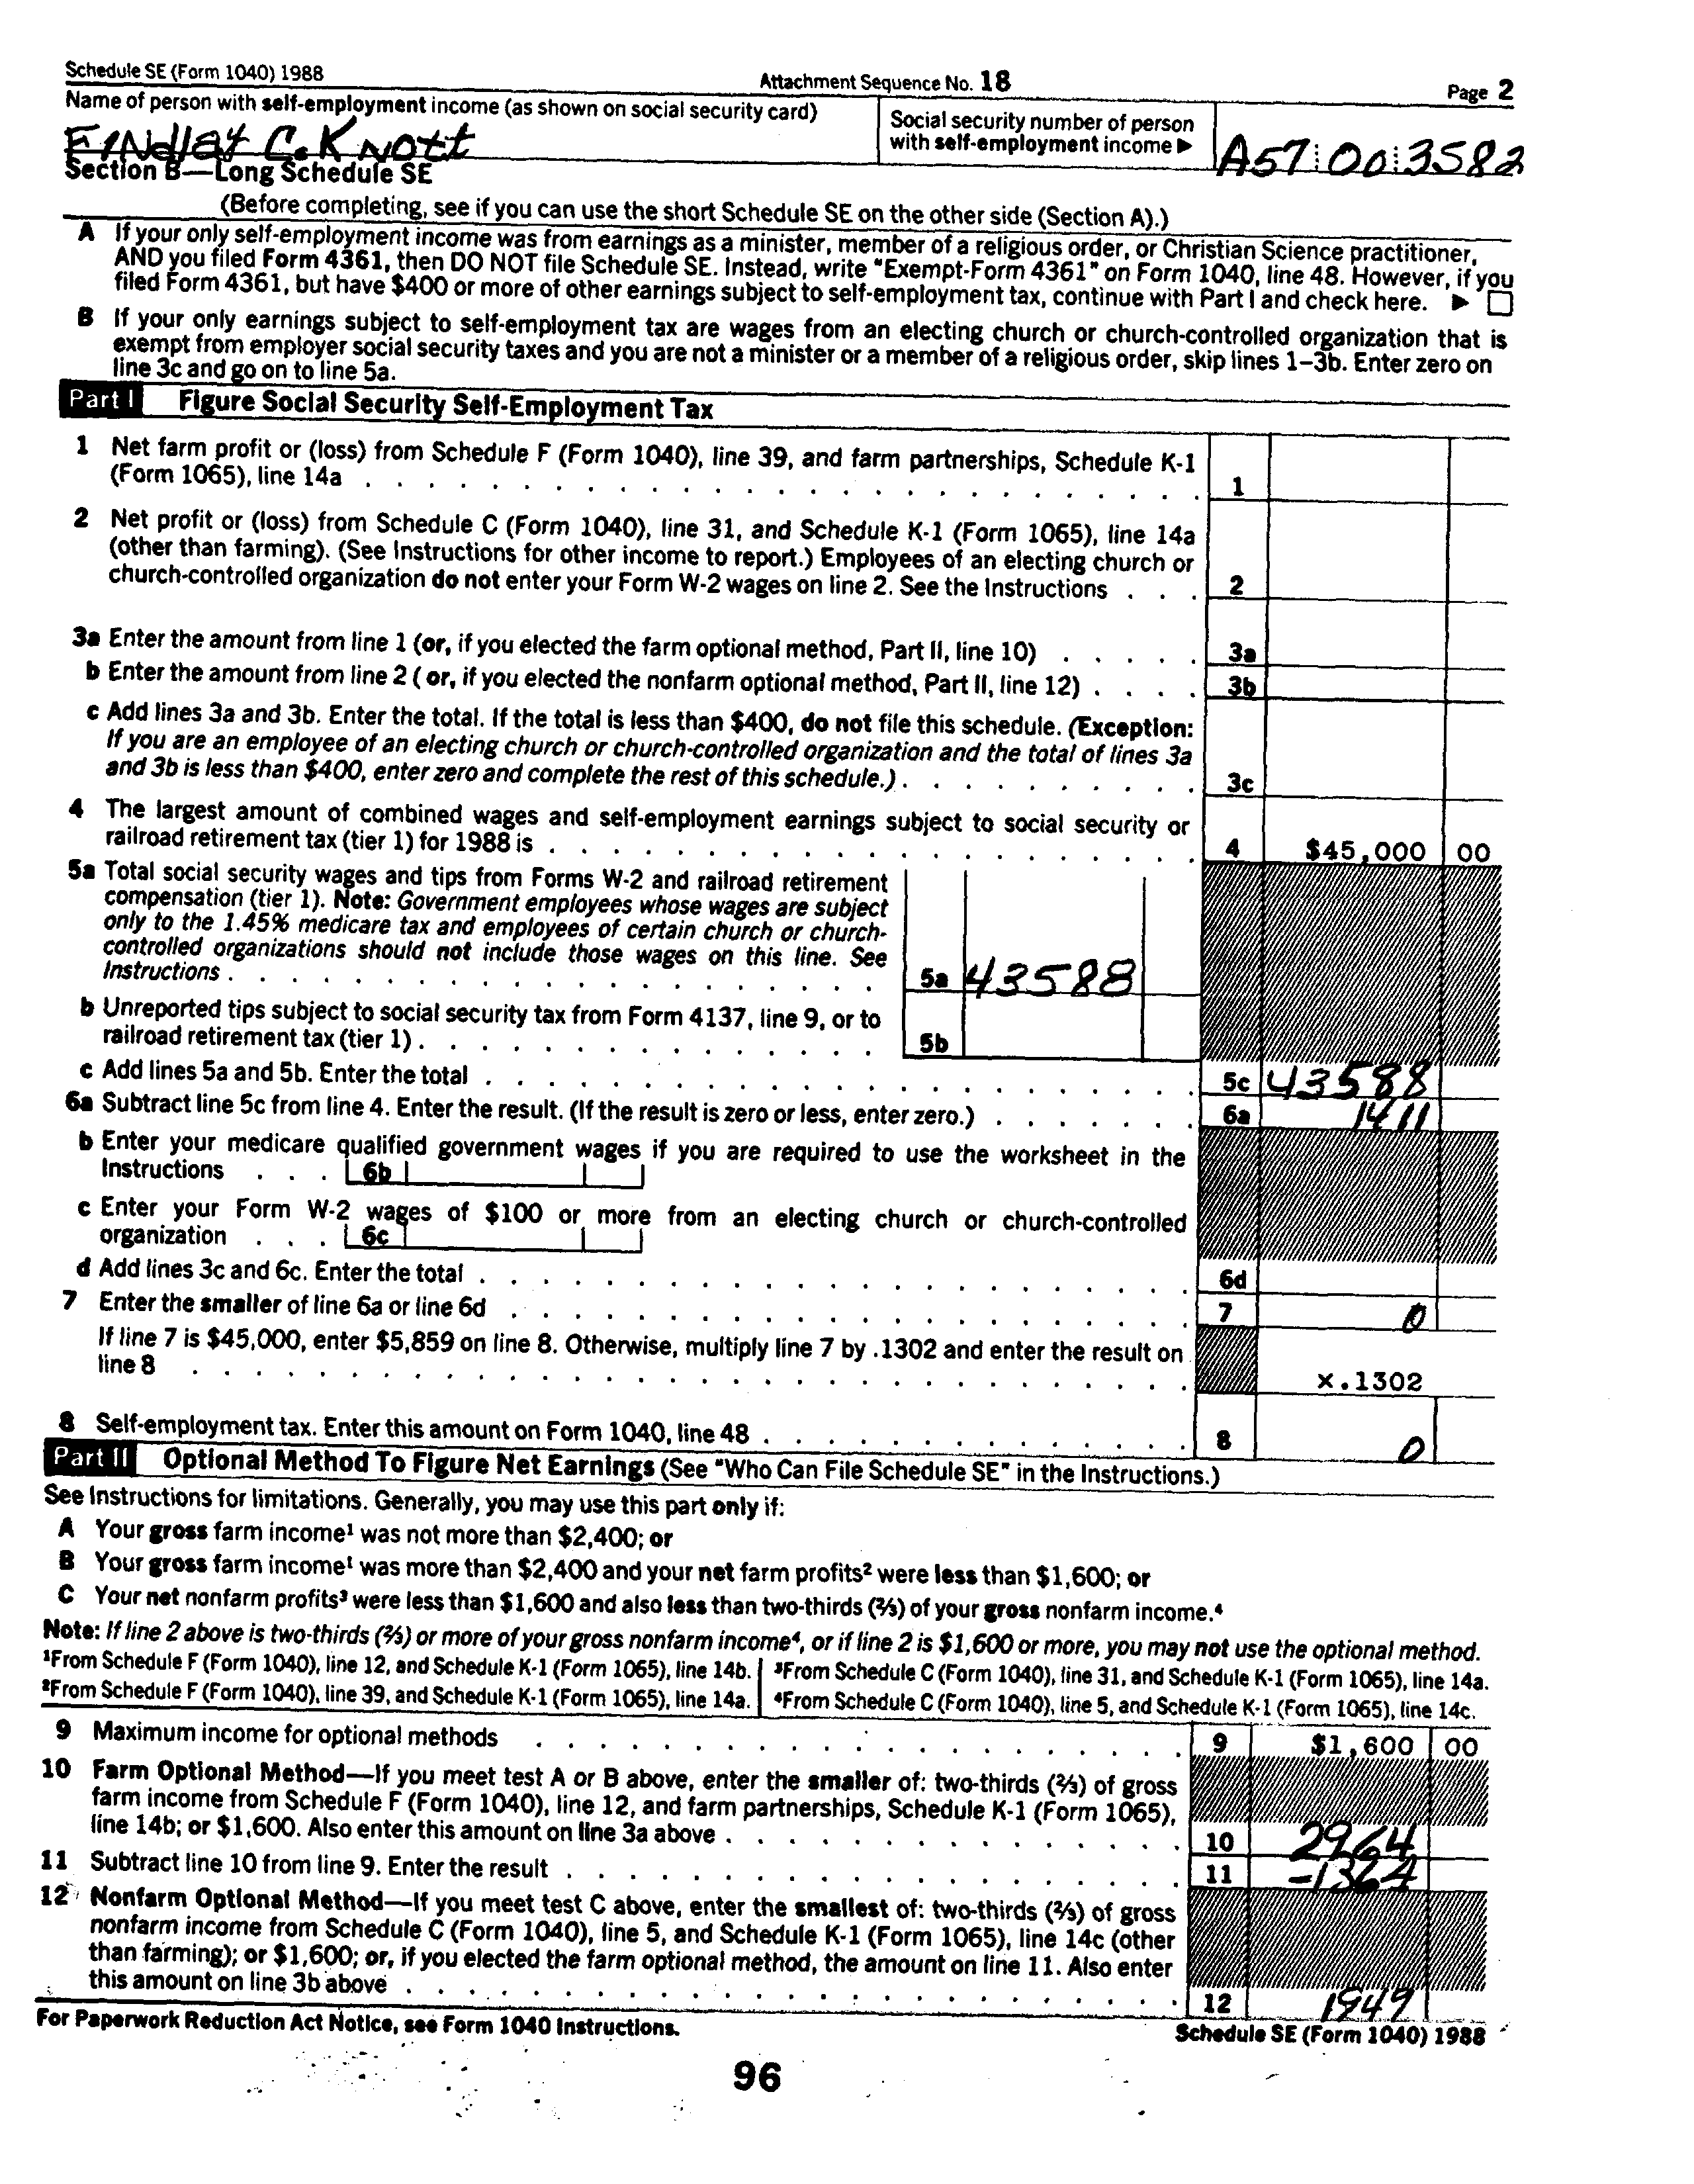 Schedule SE (Form 1040) 1988 Attachment Sequence No. 18 Page 2
Name of person with self-employment income (as shown on social security card)
Findlay C. Knott
Social security number of person
with self-employment income ▶ A57 00 3582
Section B—Long Schedule SE
(Before completing, see if you can use the short Schedule SE on the other side (Section A).)
A If your only self-employment income was from earnings as a minister, member of a religious order, or Christian Science practitioner,
AND you filed Form 4361, then DO NOT file Schedule SE. Instead, write "Exempt-Form 4361" on Form 1040, line 48. However, if you
filed Form 4361, but have $400 or more of other earnings subject to self-employment tax, continue with Part I and check here. ▶ ☐
B If your only earnings subject to self-employment tax are wages from an electing church or church-controlled organization that is
exempt from employer social security taxes and you are not a minister or a member of a religious order, skip lines 1–3b. Enter zero on
line 3c and go on to line 5a.
Part I Figure Social Security Self-Employment Tax
1 Net farm profit or (loss) from Schedule F (Form 1040), line 39, and farm partnerships, Schedule K-1
(Form 1065), line 14a . . . 1
2 Net profit or (loss) from Schedule C (Form 1040), line 31, and Schedule K-1 (Form 1065), line 14a
(other than farming). (See Instructions for other income to report.) Employees of an electing church or
church-controlled organization do not enter your Form W-2 wages on line 2. See the Instructions . . . 2
3a Enter the amount from line 1 (or, if you elected the farm optional method, Part II, line 10) . . . . . 3a
b Enter the amount from line 2 ( or, if you elected the nonfarm optional method, Part II, line 12) . . . . 3b
c Add lines 3a and 3b. Enter the total. If the total is less than $400, do not file this schedule. (Exception:
If you are an employee of an electing church or church-controlled organization and the total of lines 3a
and 3b is less than $400, enter zero and complete the rest of this schedule.) . . . 3c
4 The largest amount of combined wages and self-employment earnings subject to social security or
railroad retirement tax (tier 1) for 1988 is . . . 4 $45,000 00
5a Total social security wages and tips from Forms W-2 and railroad retirement
compensation (tier 1). Note: Government employees whose wages are subject
only to the 1.45% medicare tax and employees of certain church or church-
controlled organizations should not include those wages on this line. See
Instructions . . . 5a 43588
b Unreported tips subject to social security tax from Form 4137, line 9, or to
railroad retirement tax (tier 1) . . . 5b
c Add lines 5a and 5b. Enter the total . . . 5c 43588
6a Subtract line 5c from line 4. Enter the result. (If the result is zero or less, enter zero.) . . . 6a 1411
b Enter your medicare qualified government wages if you are required to use the worksheet in the
Instructions . . . 6b
c Enter your Form W-2 wages of $100 or more from an electing church or church-controlled
organization . . . 6c
d Add lines 3c and 6c. Enter the total . . . 6d
7 Enter the smaller of line 6a or line 6d . . . 7 0
If line 7 is $45,000, enter $5,859 on line 8. Otherwise, multiply line 7 by .1302 and enter the result on
line 8 . . . x.1302
8 Self-employment tax. Enter this amount on Form 1040, line 48 . . . 8 0
Part II Optional Method To Figure Net Earnings (See "Who Can File Schedule SE" in the Instructions.)
See Instructions for limitations. Generally, you may use this part only if:
A Your gross farm income¹ was not more than $2,400; or
B Your gross farm income¹ was more than $2,400 and your net farm profits² were less than $1,600; or
C Your net nonfarm profits³ were less than $1,600 and also less than two-thirds (⅔) of your gross nonfarm income.⁴
Note: If line 2 above is two-thirds (⅔) or more of your gross nonfarm income⁴, or if line 2 is $1,600 or more, you may not use the optional method.
¹From Schedule F (Form 1040), line 12, and Schedule K-1 (Form 1065), line 14b. ³From Schedule C (Form 1040), line 31, and Schedule K-1 (Form 1065), line 14a.
²From Schedule F (Form 1040), line 39, and Schedule K-1 (Form 1065), line 14a. ⁴From Schedule C (Form 1040), line 5, and Schedule K-1 (Form 1065), line 14c.
9 Maximum income for optional methods . . . 9 $1,600 00
10 Farm Optional Method—If you meet test A or B above, enter the smaller of: two-thirds (⅔) of gross
farm income from Schedule F (Form 1040), line 12, and farm partnerships, Schedule K-1 (Form 1065),
line 14b; or $1,600. Also enter this amount on line 3a above . . . 10 2964
11 Subtract line 10 from line 9. Enter the result . . . 11 -1364
12 Nonfarm Optional Method—If you meet test C above, enter the smallest of: two-thirds (⅔) of gross
nonfarm income from Schedule C (Form 1040), line 5, and Schedule K-1 (Form 1065), line 14c (other
than farming); or $1,600; or, if you elected the farm optional method, the amount on line 11. Also enter
this amount on line 3b above . . . 12 1949
For Paperwork Reduction Act Notice, see Form 1040 Instructions. Schedule SE (Form 1040) 1988
96